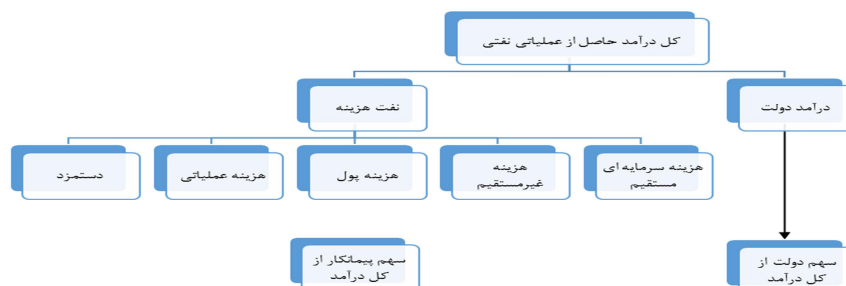 کل درآمد حاصل از عملیاتی نفتی
درآمد دولت
نفت هزینه
هزینه سرمایه ای
مستقیم
هزینه
غیرمستقیم
هزینه پول
هزینه عملیاتی
دستمزد
سهم دولت از
کل درآمد
سهم پیمانکار از
کل درآمد